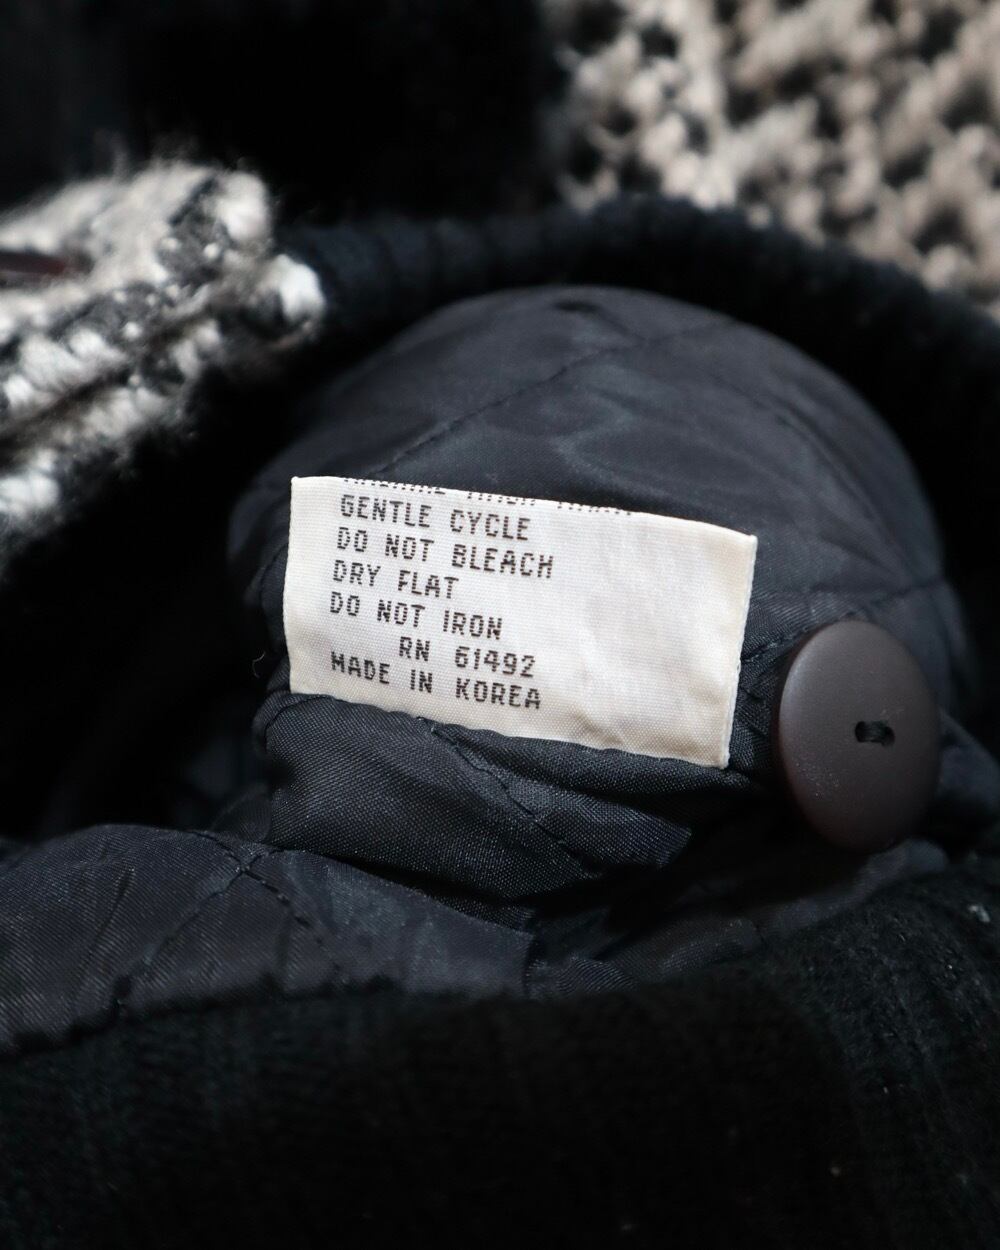 GENTLE CYCLE
DO NOT BLEACH
DRY FLAT
DO NOT IRON
RN 61492
MADE IN KOREA